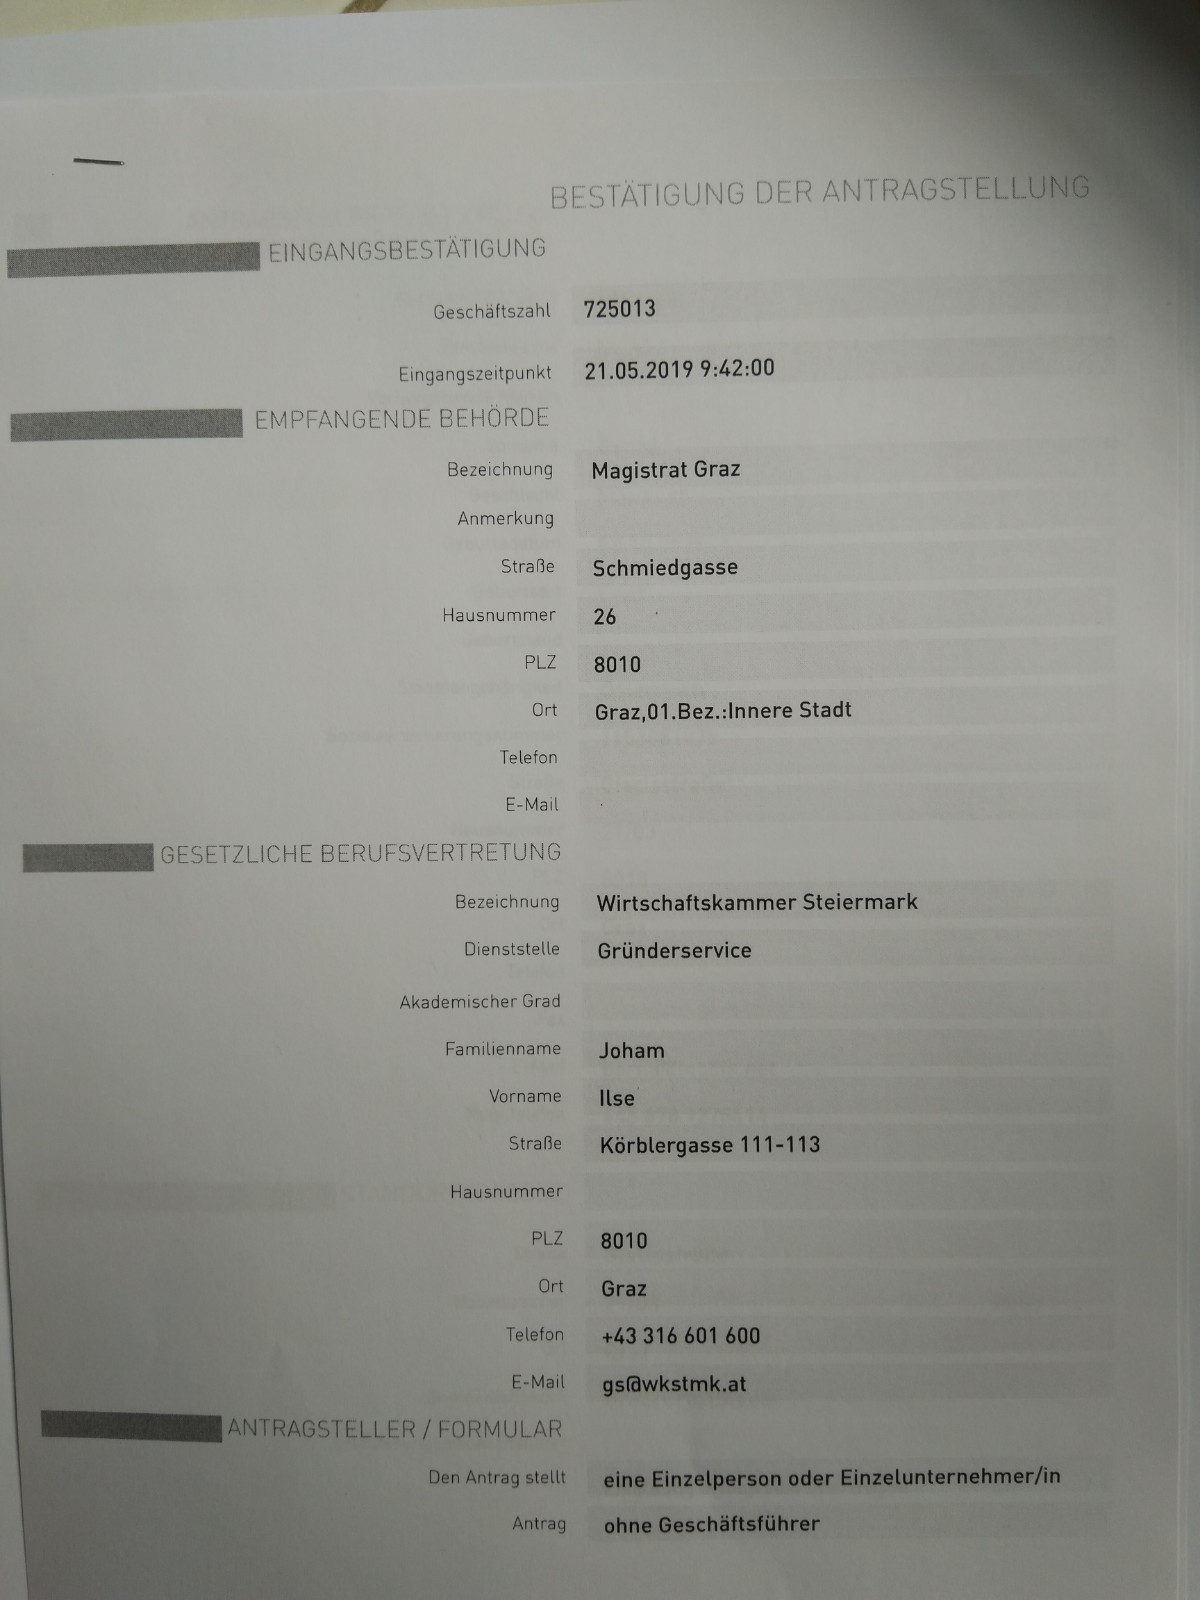 BESTÄTIGUNG DER ANTRAGSTELLUNG
EINGANGSBESTÄTIGUNG
Geschäftszahl 725013
Eingangszeitpunkt 21.05.2019 9:42:00
EMPFANGENDE BEHÖRDE
Bezeichnung Magistrat Graz
Anmerkung
Straße Schmiedgasse
Hausnummer 26
PLZ 8010
Ort Graz,01.Bez.:Innere Stadt
Telefon
E-Mail
GESETZLICHE BERUFSVERTRETUNG
Bezeichnung Wirtschaftskammer Steiermark
Dienststelle Gründerservice
Akademischer Grad
Familienname Joham
Vorname Ilse
Straße Körblergasse 111-113
Hausnummer
PLZ 8010
Ort Graz
Telefon +43 316 601 600
E-Mail gs@wkstmk.at
ANTRAGSTELLER / FORMULAR
Den Antrag stellt eine Einzelperson oder Einzelunternehmer/in
Antrag ohne Geschäftsführer